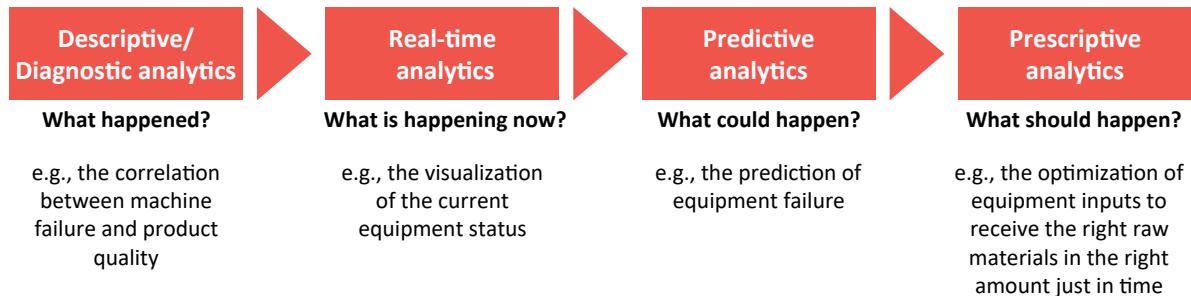 Descriptive/
Diagnostic analytics
What happened?
e.g., the correlation
between machine
failure and product
quality
Real-time
analytics
What is happening now?
e.g., the visualization
of the current
equipment status
Predictive
analytics
What could happen?
e.g., the prediction of
equipment failure
Prescriptive
analytics
What should happen?
e.g., the optimization of
equipment inputs to
receive the right raw
materials in the right
amount just in time